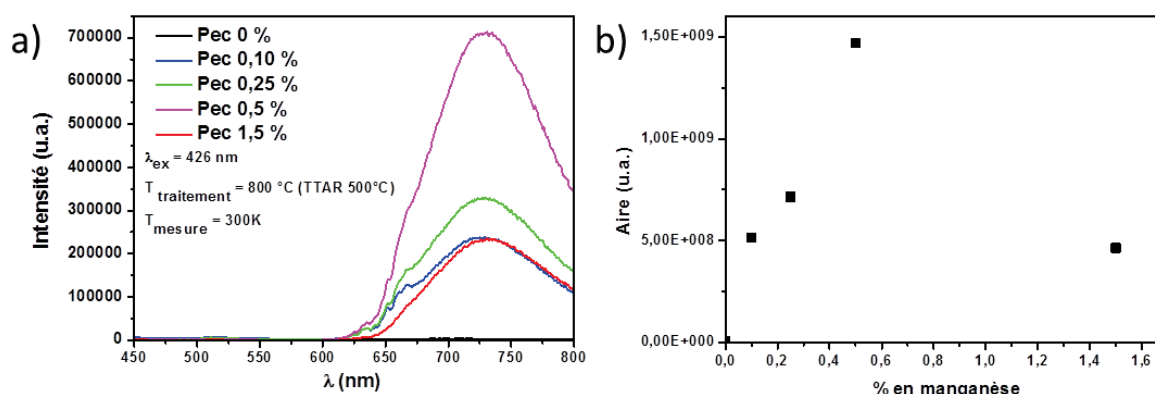 a)
700000
600000
500000
400000
300000
200000
100000
0
Intensité (u.a.)
Pec 0 %
Pec 0,10 %
Pec 0,25 %
Pec 0,5 %
Pec 1,5 %
λex = 426 nm
T traitement = 800 °C (TTAR 500°C)
Tmesure = 300K
450 500 550 600 650 700 750 800
λ (nm)
b)
1,50E+009
1,00E+009
5,00E+008
0,00E+000
Aire (u.a.)
0,0 0,2 0,4 0,6 0,8 1,0 1,2 1,4 1,6
% en manganèse